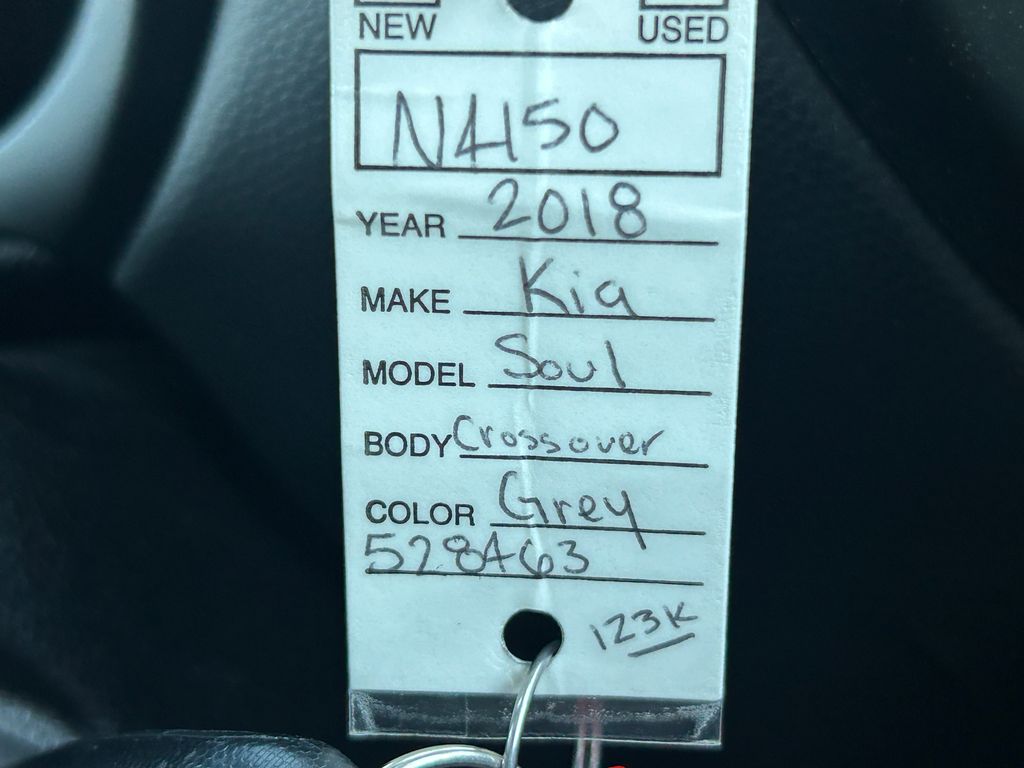 NEW USED
N4150
YEAR 2018
MAKE Kia
MODEL Soul
BODY Crossover
COLOR Grey
528463
123K